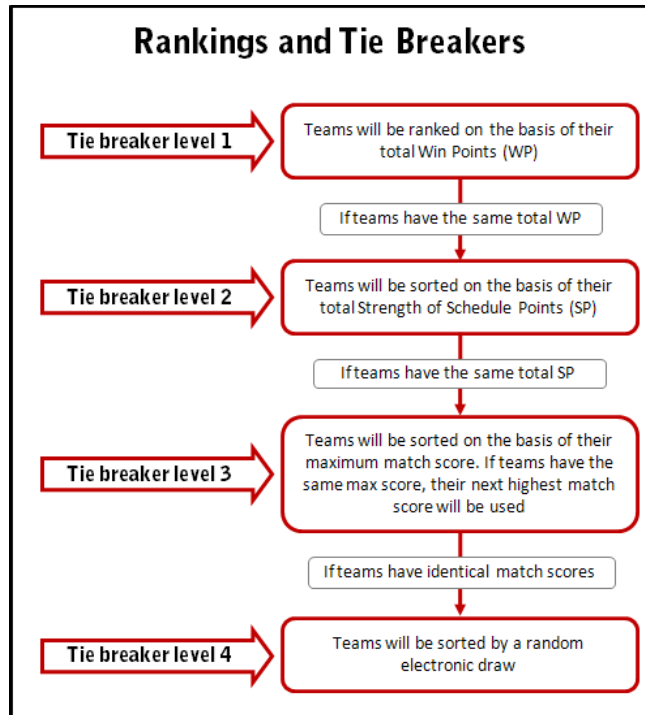 Rankings and Tie Breakers
Tie breaker level 1
Teams will be ranked on the basis of their
total Win Points (WP)
If teams have the same total WP
Tie breaker level 2
Teams will be sorted on the basis of their
total Strength of Schedule Points (SP)
If teams have the same total SP
Tie breaker level 3
Teams will be sorted on the basis of their
maximum match score. If teams have the
same max score, their next highest match
score will be used
If teams have identical match scores
Tie breaker level 4
Teams will be sorted by a random
electronic draw